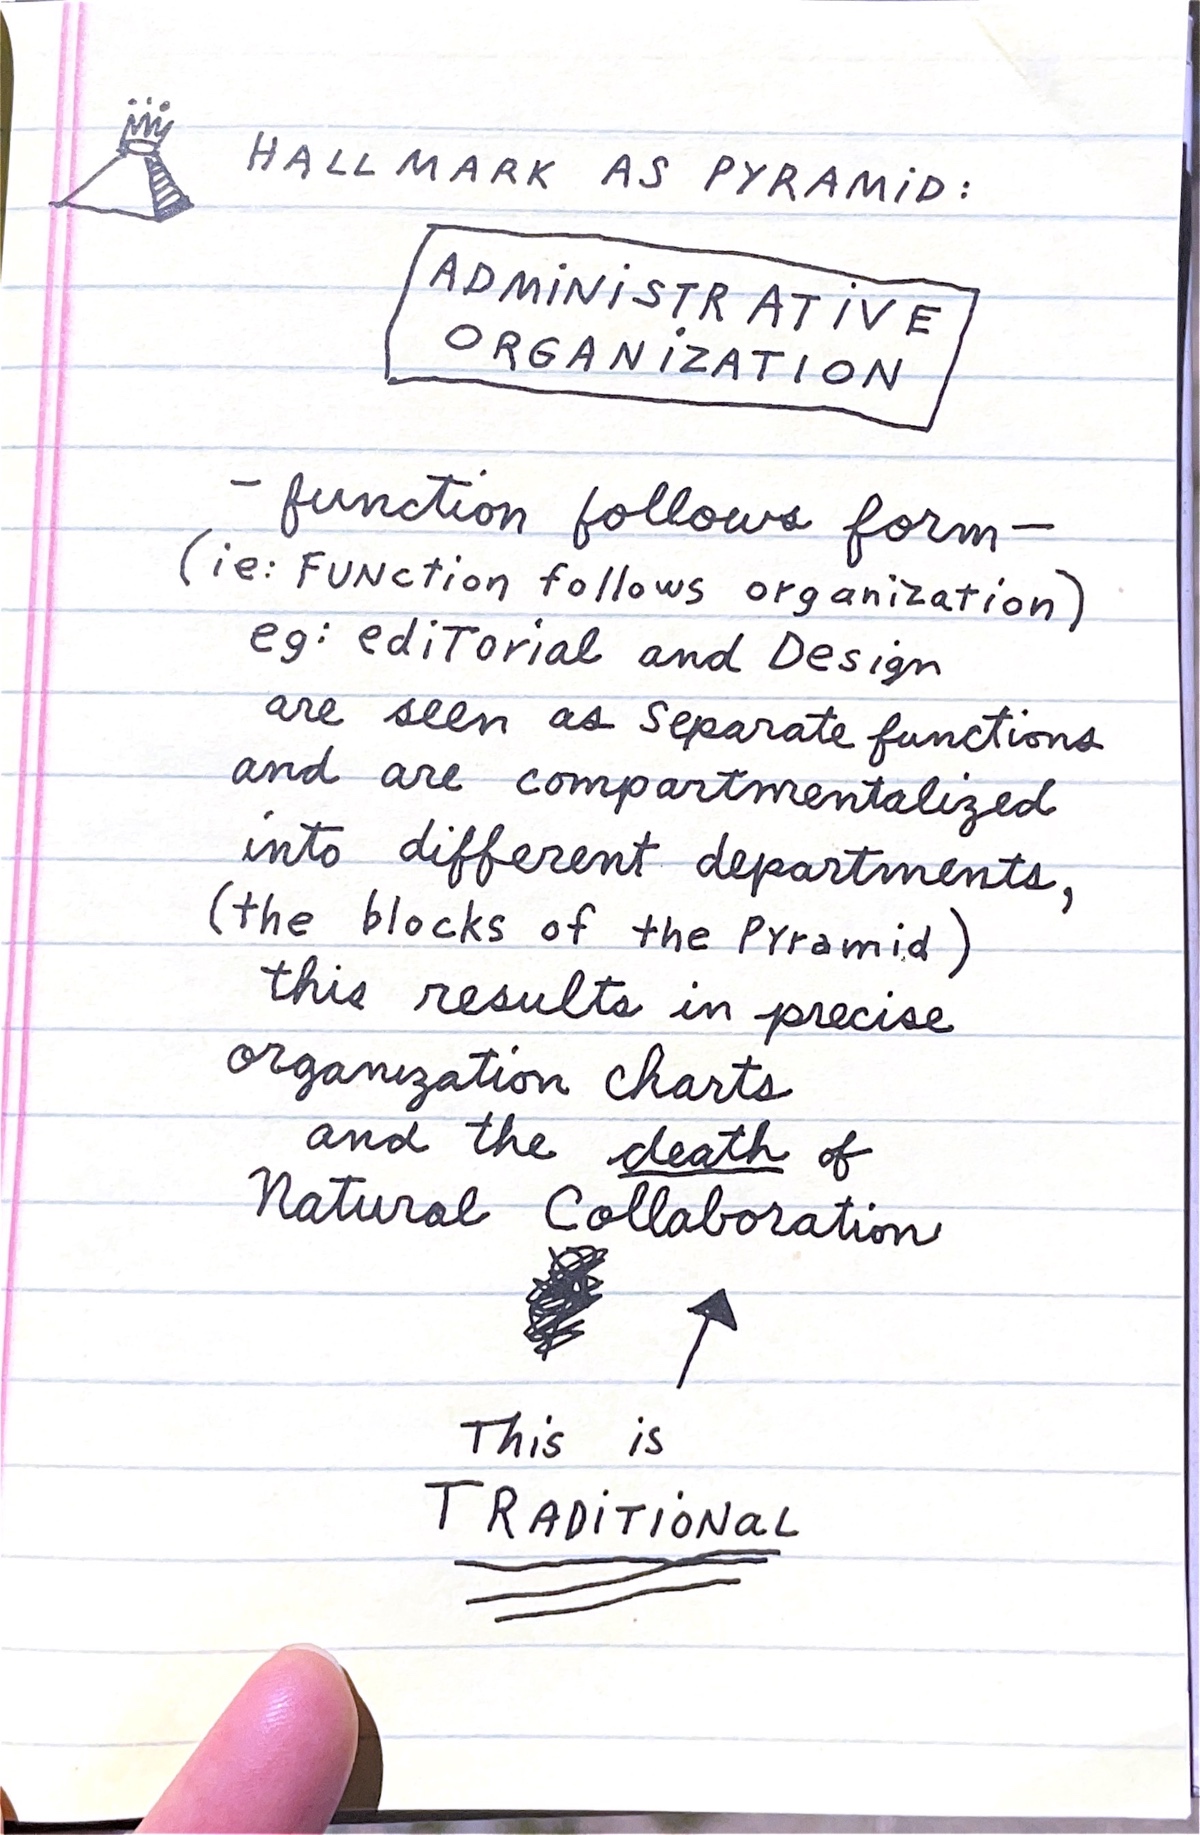 HALLMARK AS PYRAMiD:
ADMiNiSTRATiVE
ORGANiZATION
- function follows form -
(ie: FUNction follows organization)
eg: ediTorial and Design
are seen as Separate functions
and are compartmentalized
into different departments,
(the blocks of the Pyramid)
this results in precise
organization charts
and the death of
Natural Collaboration
This is
TRADiTiONaL